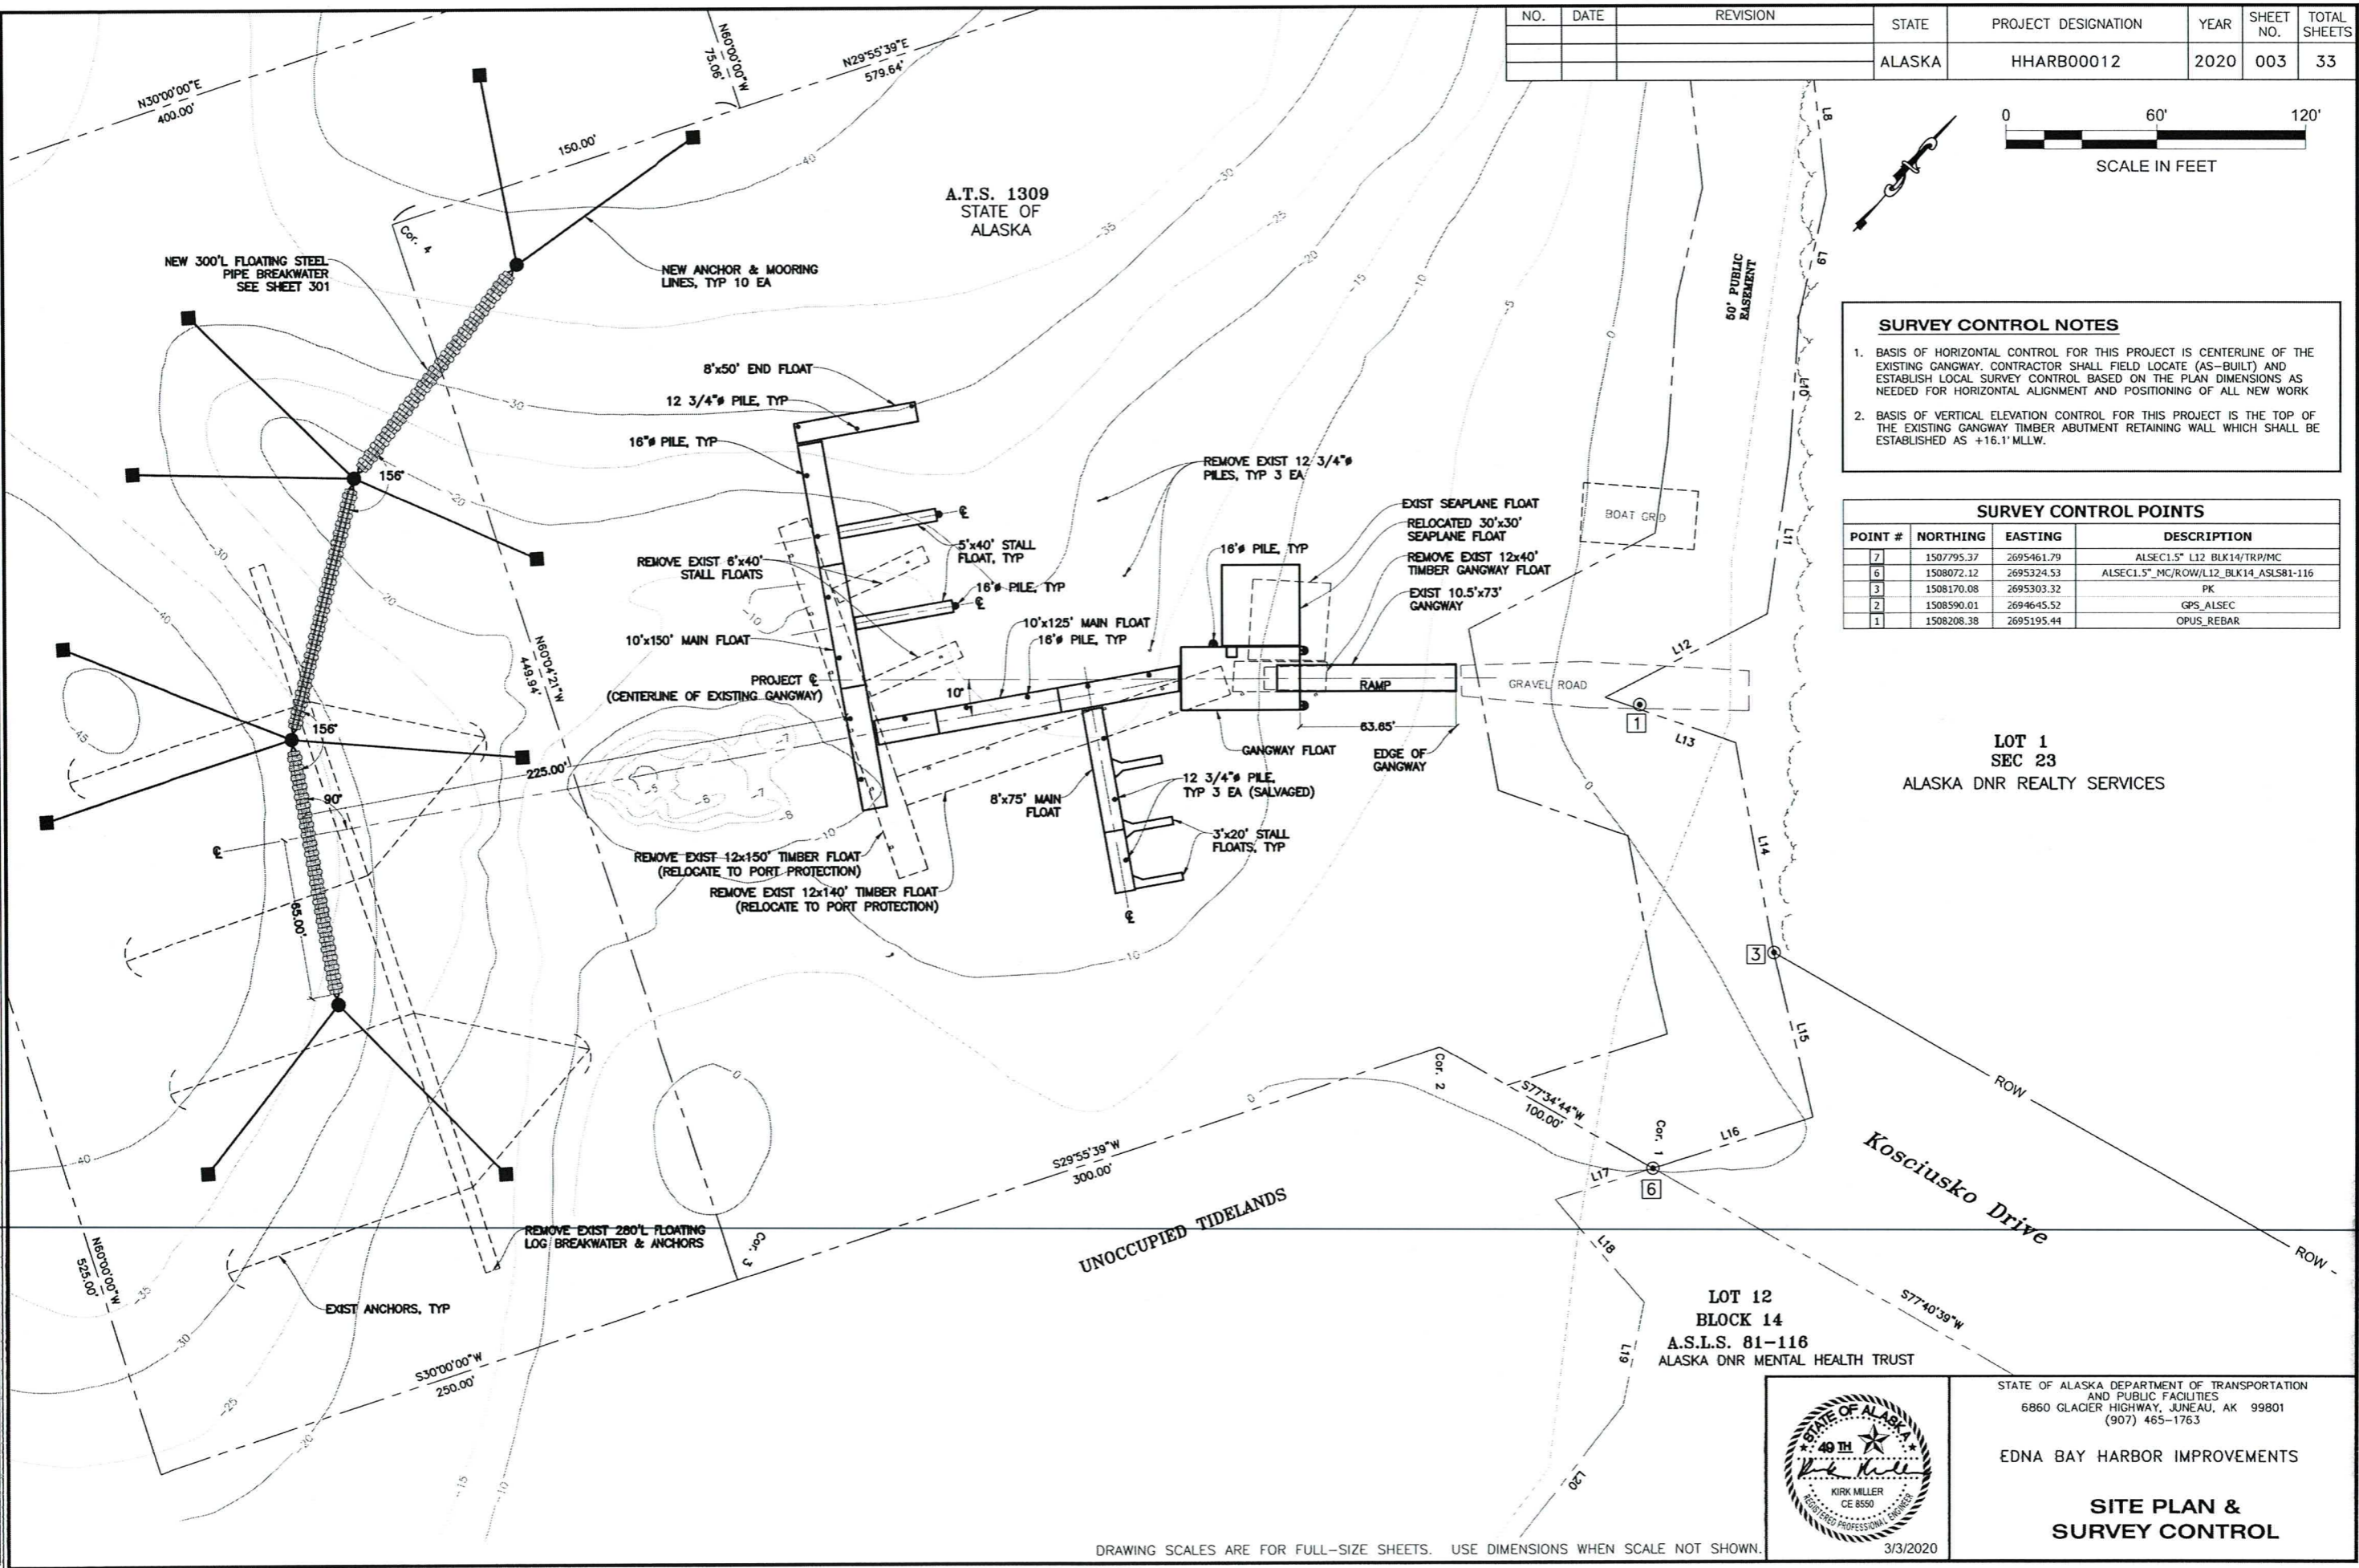 NO. DATE REVISION STATE PROJECT DESIGNATION YEAR SHEET NO. TOTAL SHEETS
ALASKA HHARB00012 2020 003 33
N30°00'00"E
400.00'
N60°00'00"W
75.06'
N29°55'39"E
579.64'
150.00'
A.T.S. 1309
STATE OF
ALASKA
0 60' 120'
SCALE IN FEET
Cor. 4
NEW 300'L FLOATING STEEL
PIPE BREAKWATER
SEE SHEET 301
NEW ANCHOR & MOORING
LINES, TYP 10 EA
50' PUBLIC
EASEMENT
L8
L9
L10
L11
SURVEY CONTROL NOTES
1. BASIS OF HORIZONTAL CONTROL FOR THIS PROJECT IS CENTERLINE OF THE
EXISTING GANGWAY. CONTRACTOR SHALL FIELD LOCATE (AS-BUILT) AND
ESTABLISH LOCAL SURVEY CONTROL BASED ON THE PLAN DIMENSIONS AS
NEEDED FOR HORIZONTAL ALIGNMENT AND POSITIONING OF ALL NEW WORK
2. BASIS OF VERTICAL ELEVATION CONTROL FOR THIS PROJECT IS THE TOP OF
THE EXISTING GANGWAY TIMBER ABUTMENT RETAINING WALL WHICH SHALL BE
ESTABLISHED AS +16.1' MLLW.
SURVEY CONTROL POINTS
POINT # NORTHING EASTING DESCRIPTION
7 1507795.37 2695461.79 ALSEC1.5" L12 BLK14/TRP/MC
6 1508072.12 2695324.53 ALSEC1.5"_MC/ROW/L12_BLK14_ASLS81-116
3 1508170.08 2695303.32 PK
2 1508590.01 2694645.52 GPS_ALSEC
1 1508208.38 2695195.44 OPUS_REBAR
8'x50' END FLOAT
12 3/4"ø PILE, TYP
16"ø PILE, TYP
REMOVE EXIST 12 3/4"ø
PILES, TYP 3 EA
156°
EXIST SEAPLANE FLOAT
RELOCATED 30'x30'
SEAPLANE FLOAT
REMOVE EXIST 12x40'
TIMBER GANGWAY FLOAT
EXIST 10.5'x73'
GANGWAY
BOAT GRID
REMOVE EXIST 6'x40'
STALL FLOATS
5'x40' STALL
FLOAT, TYP
16'ø PILE, TYP
16'ø PILE, TYP
10'x125' MAIN FLOAT
16'ø PILE, TYP
10'x150' MAIN FLOAT
PROJECT ℄
(CENTERLINE OF EXISTING GANGWAY)
10°
RAMP
GRAVEL ROAD
L12
1
L13
63.65'
N60°04'21"W
449.94'
156°
225.00'
90°
℄
65.00'
GANGWAY FLOAT
EDGE OF
GANGWAY
8'x75' MAIN
FLOAT
12 3/4"ø PILE,
TYP 3 EA (SALVAGED)
3'x20' STALL
FLOATS, TYP
℄
REMOVE EXIST 12x150' TIMBER FLOAT
(RELOCATE TO PORT PROTECTION)
REMOVE EXIST 12x140' TIMBER FLOAT
(RELOCATE TO PORT PROTECTION)
LOT 1
SEC 23
ALASKA DNR REALTY SERVICES
L14
3
L15
ROW
Cor. 2
S77°34'44"W
100.00'
Cor. 1
L16
L17
6
Kosciusko Drive
ROW
S29°55'39"W
300.00'
UNOCCUPIED TIDELANDS
Cor. 3
REMOVE EXIST 280'L FLOATING
LOG BREAKWATER & ANCHORS
EXIST ANCHORS, TYP
N60°00'00"W
525.00'
S30°00'00"W
250.00'
L18
L19
L20
LOT 12
BLOCK 14
A.S.L.S. 81-116
ALASKA DNR MENTAL HEALTH TRUST
S77°40'39"W
STATE OF ALASKA
49 TH
KIRK MILLER
CE 8550
REGISTERED PROFESSIONAL ENGINEER
3/3/2020
STATE OF ALASKA DEPARTMENT OF TRANSPORTATION
AND PUBLIC FACILITIES
6860 GLACIER HIGHWAY, JUNEAU, AK 99801
(907) 465-1763
EDNA BAY HARBOR IMPROVEMENTS
SITE PLAN &
SURVEY CONTROL
DRAWING SCALES ARE FOR FULL-SIZE SHEETS. USE DIMENSIONS WHEN SCALE NOT SHOWN.